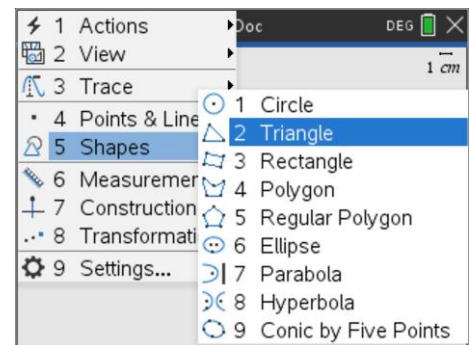 1 Actions
Doc DEG
2 View
1 cm
3 Trace
4 Points & Line
5 Shapes
6 Measuremer
7 Construction
8 Transformati
9 Settings...
1 Circle
2 Triangle
3 Rectangle
4 Polygon
5 Regular Polygon
6 Ellipse
7 Parabola
8 Hyperbola
9 Conic by Five Points